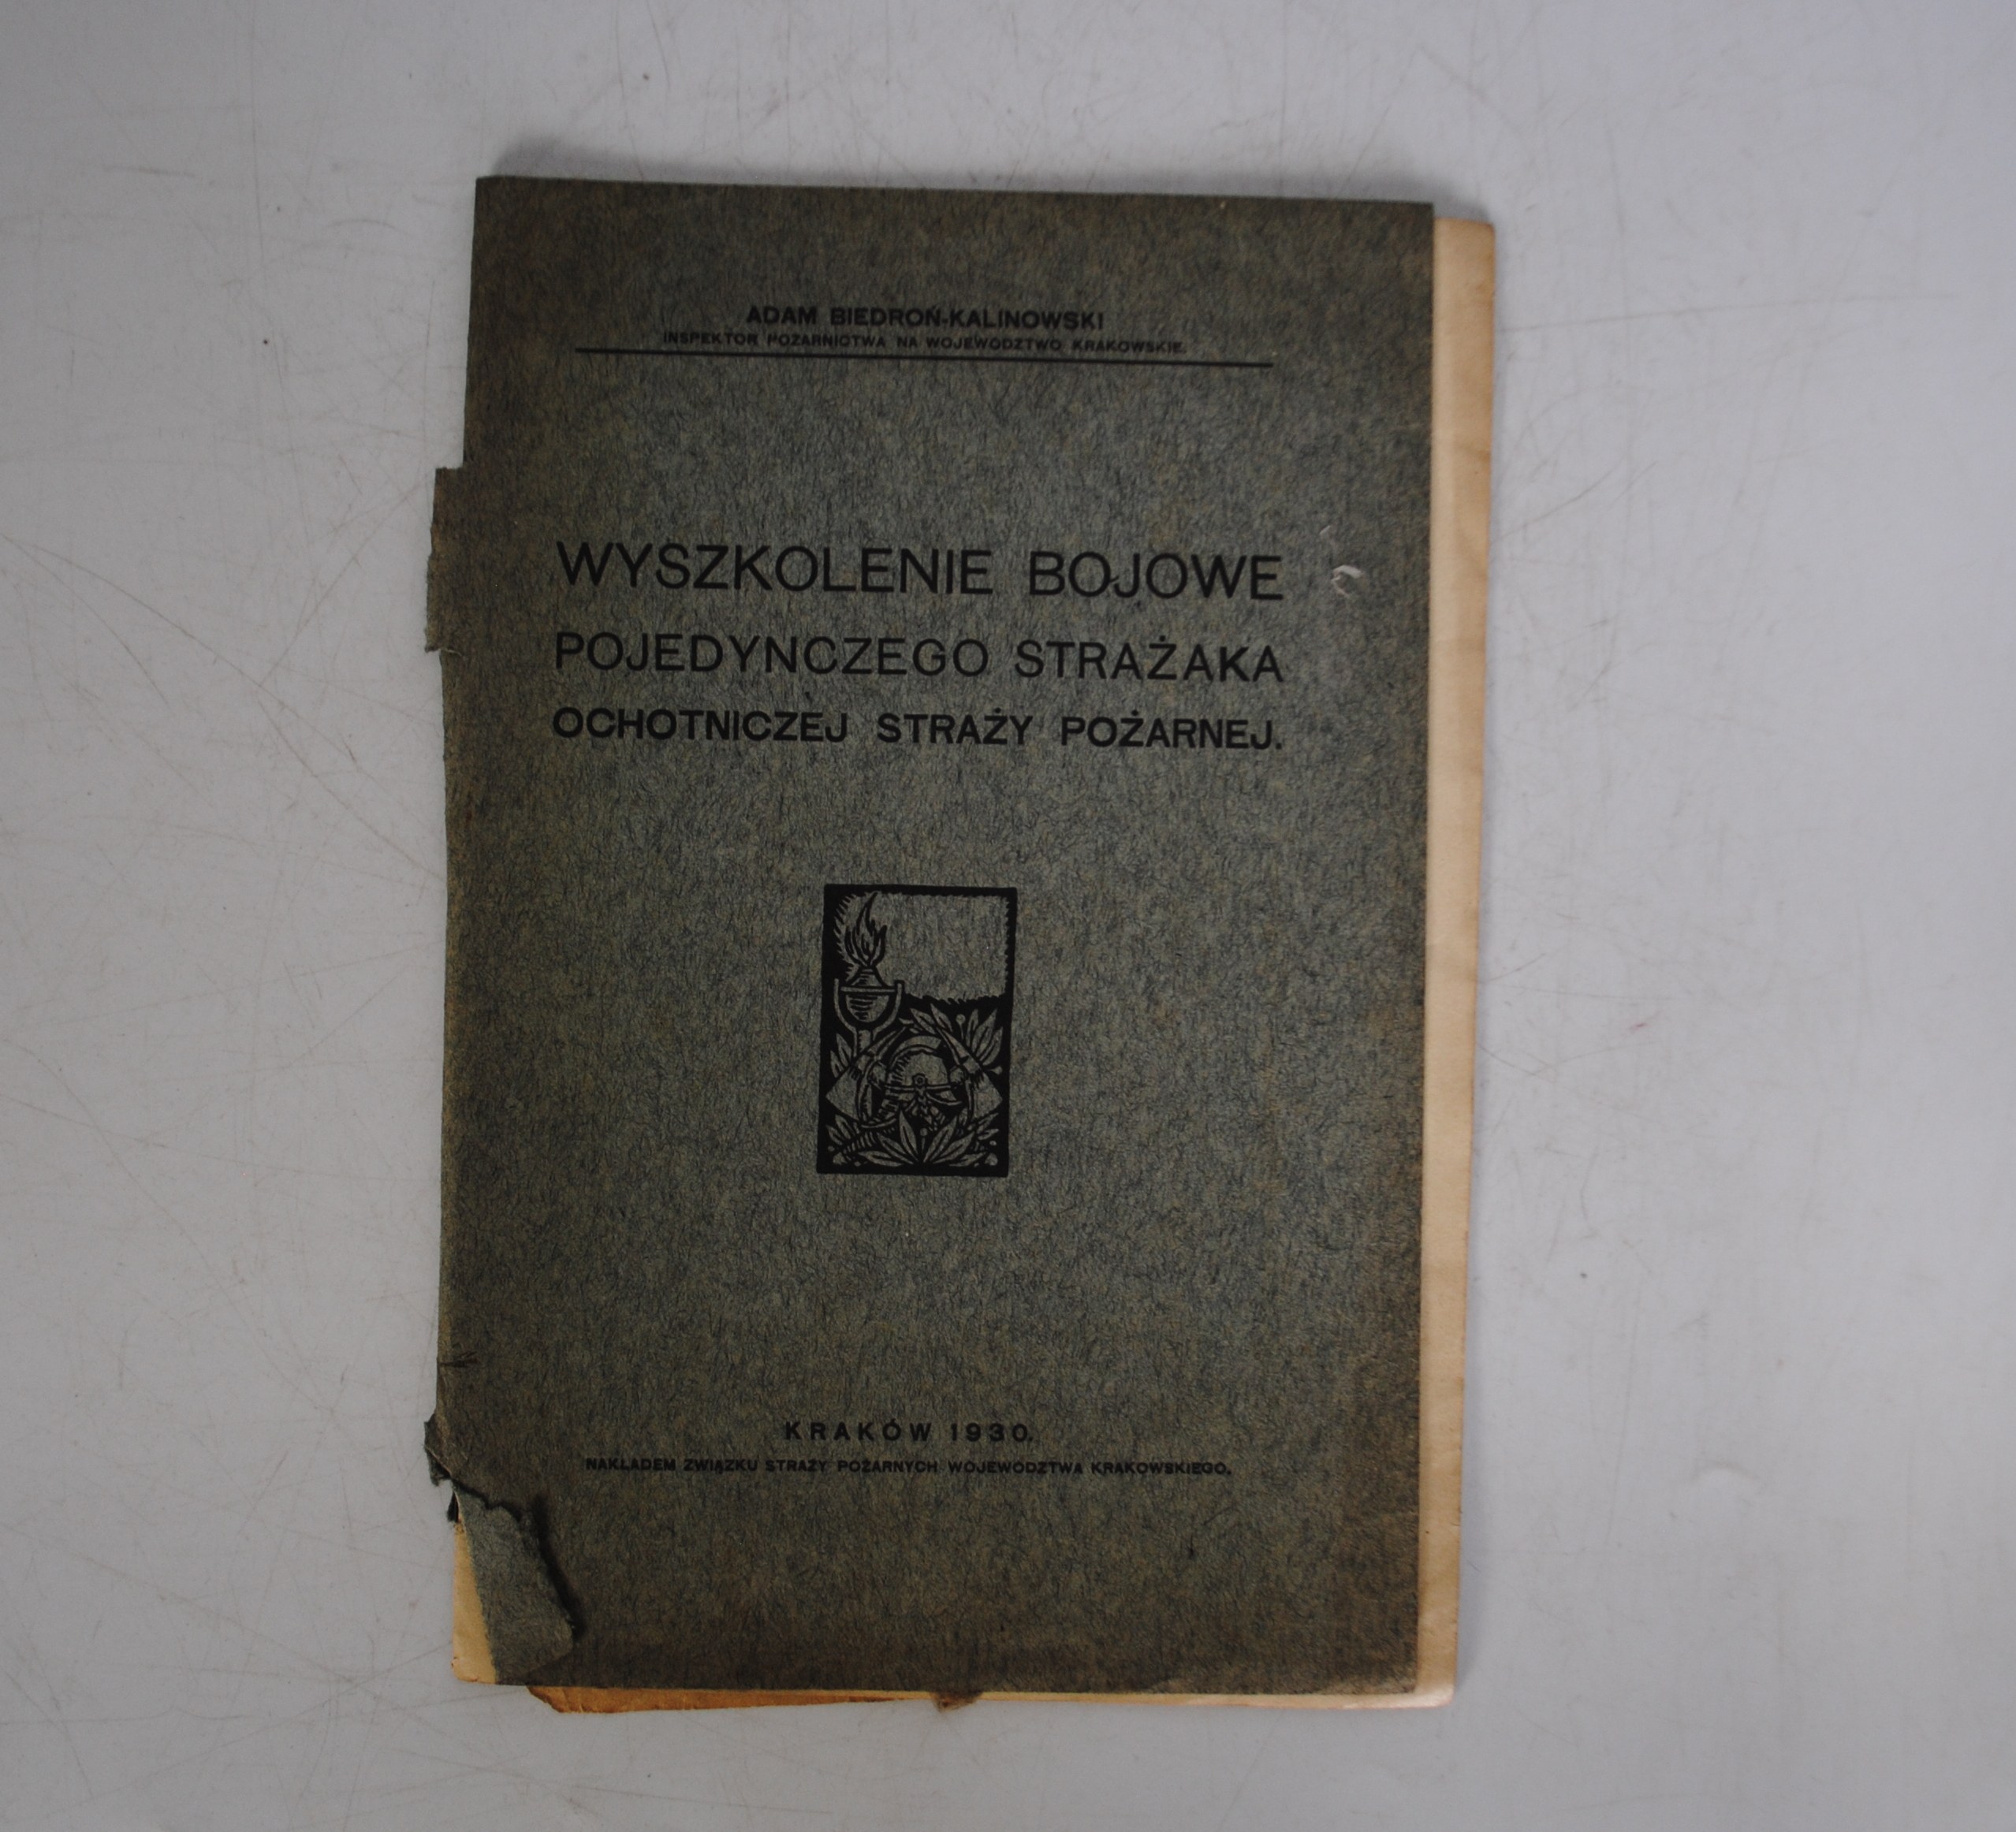 ADAM BIEDROŃ-KALINOWSKI
INSPEKTOR POŻARNICTWA NA WOJEWÓDZTWO KRAKOWSKIE.
WYSZKOLENIE BOJOWE
POJEDYNCZEGO STRAŻAKA
OCHOTNICZEJ STRAŻY POŻARNEJ.
KRAKÓW 1930.
NAKŁADEM ZWIĄZKU STRAŻY POŻARNYCH WOJEWÓDZTWA KRAKOWSKIEGO.